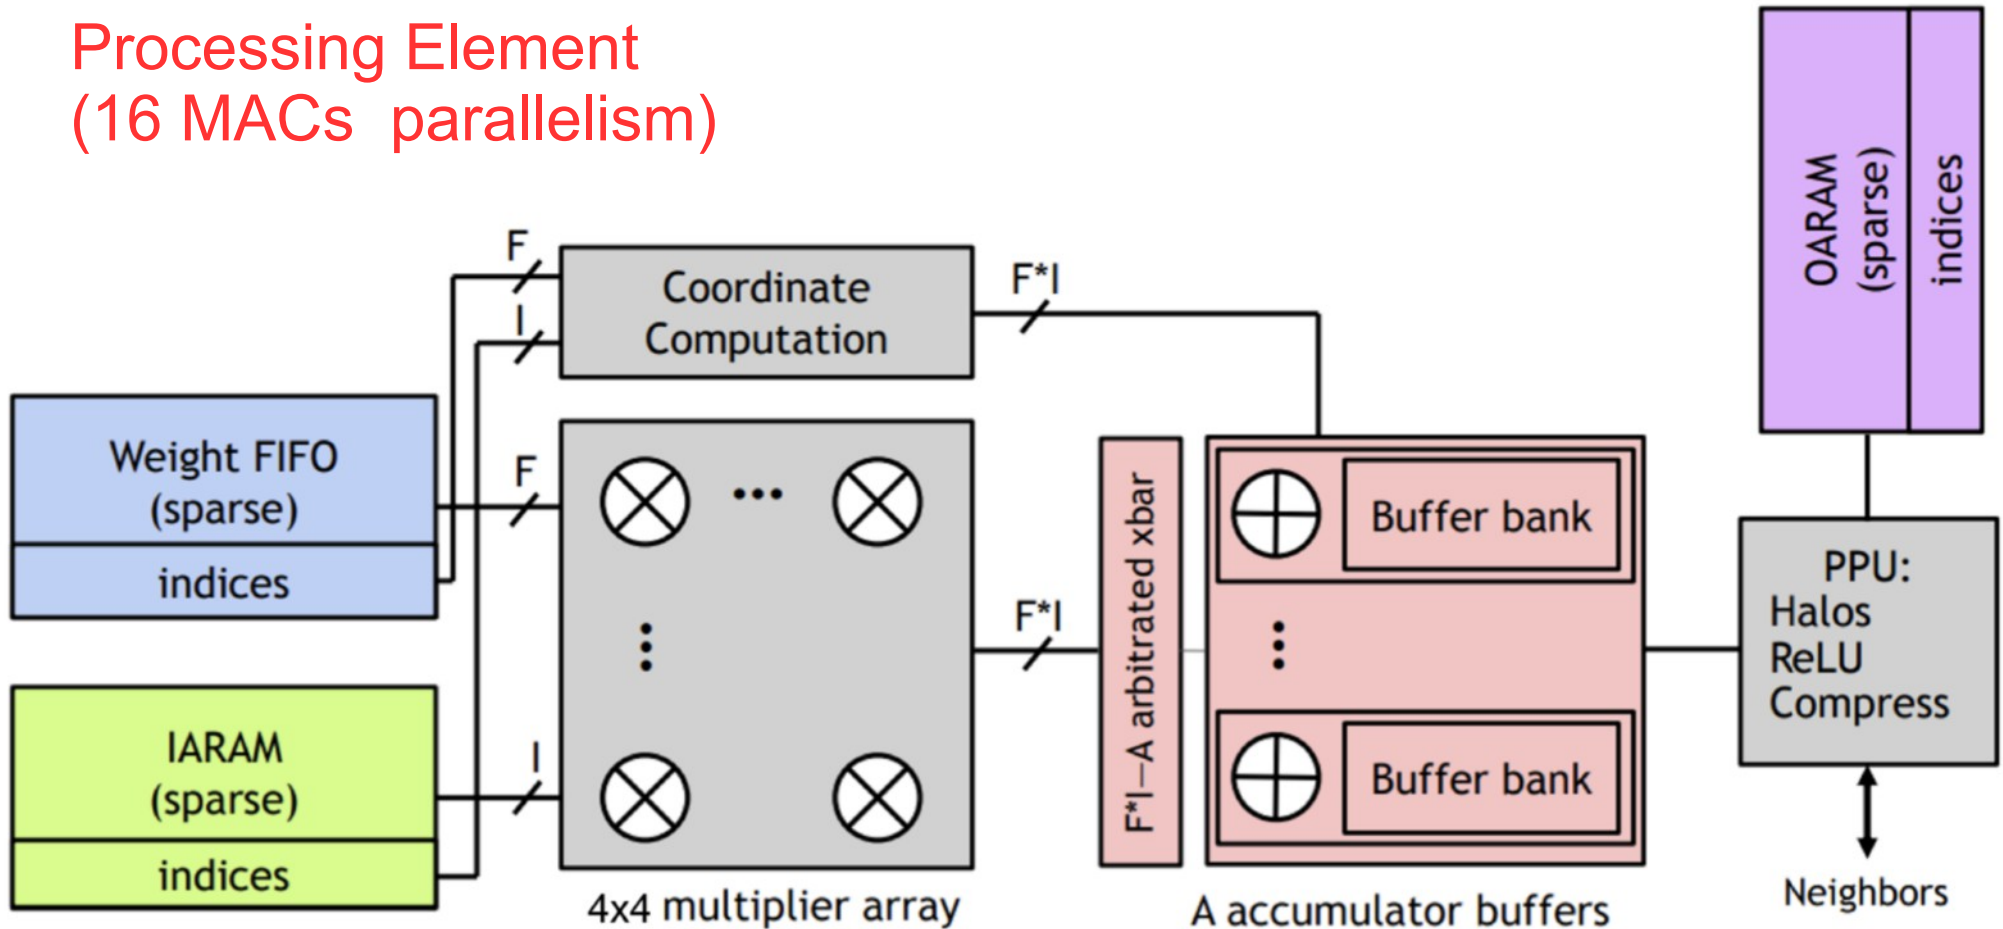 Processing Element
(16 MACs parallelism)
OARAM
(sparse)
indices
F
I
Coordinate
Computation
F*I
Weight FIFO
(sparse)
indices
F
IARAM
(sparse)
indices
I
4x4 multiplier array
F*I
F*I–A arbitrated xbar
Buffer bank
Buffer bank
A accumulator buffers
PPU:
Halos
ReLU
Compress
Neighbors